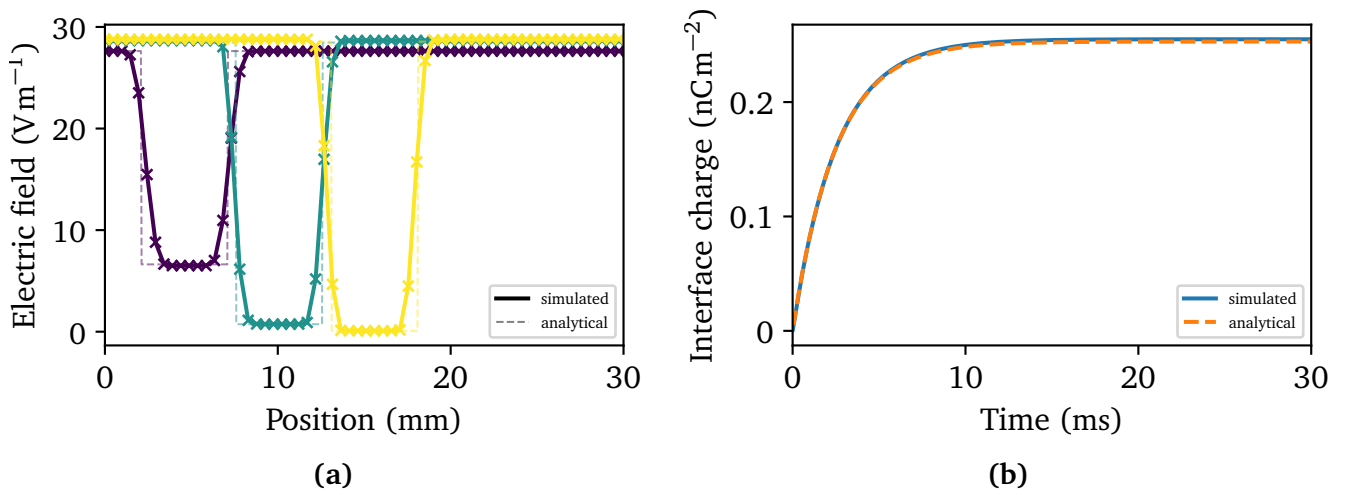 30
20
10
0
Electric field (V m⁻¹)
simulated
analytical
0
10
20
30
Position (mm)
(a)
0.2
0.1
0
Interface charge (nCm⁻²)
simulated
analytical
0
10
20
30
Time (ms)
(b)